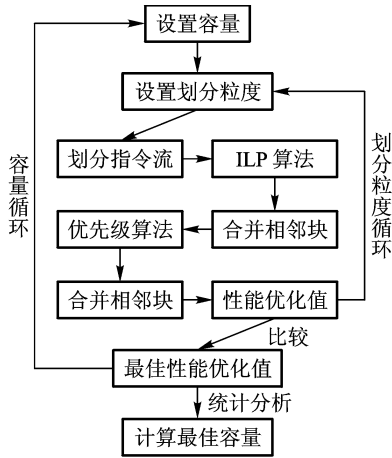 设置容量
设置划分粒度
划分指令流
ILP 算法
优先级算法
合并相邻块
合并相邻块
性能优化值
比较
最佳性能优化值
统计分析
计算最佳容量
容量循环
划分粒度循环